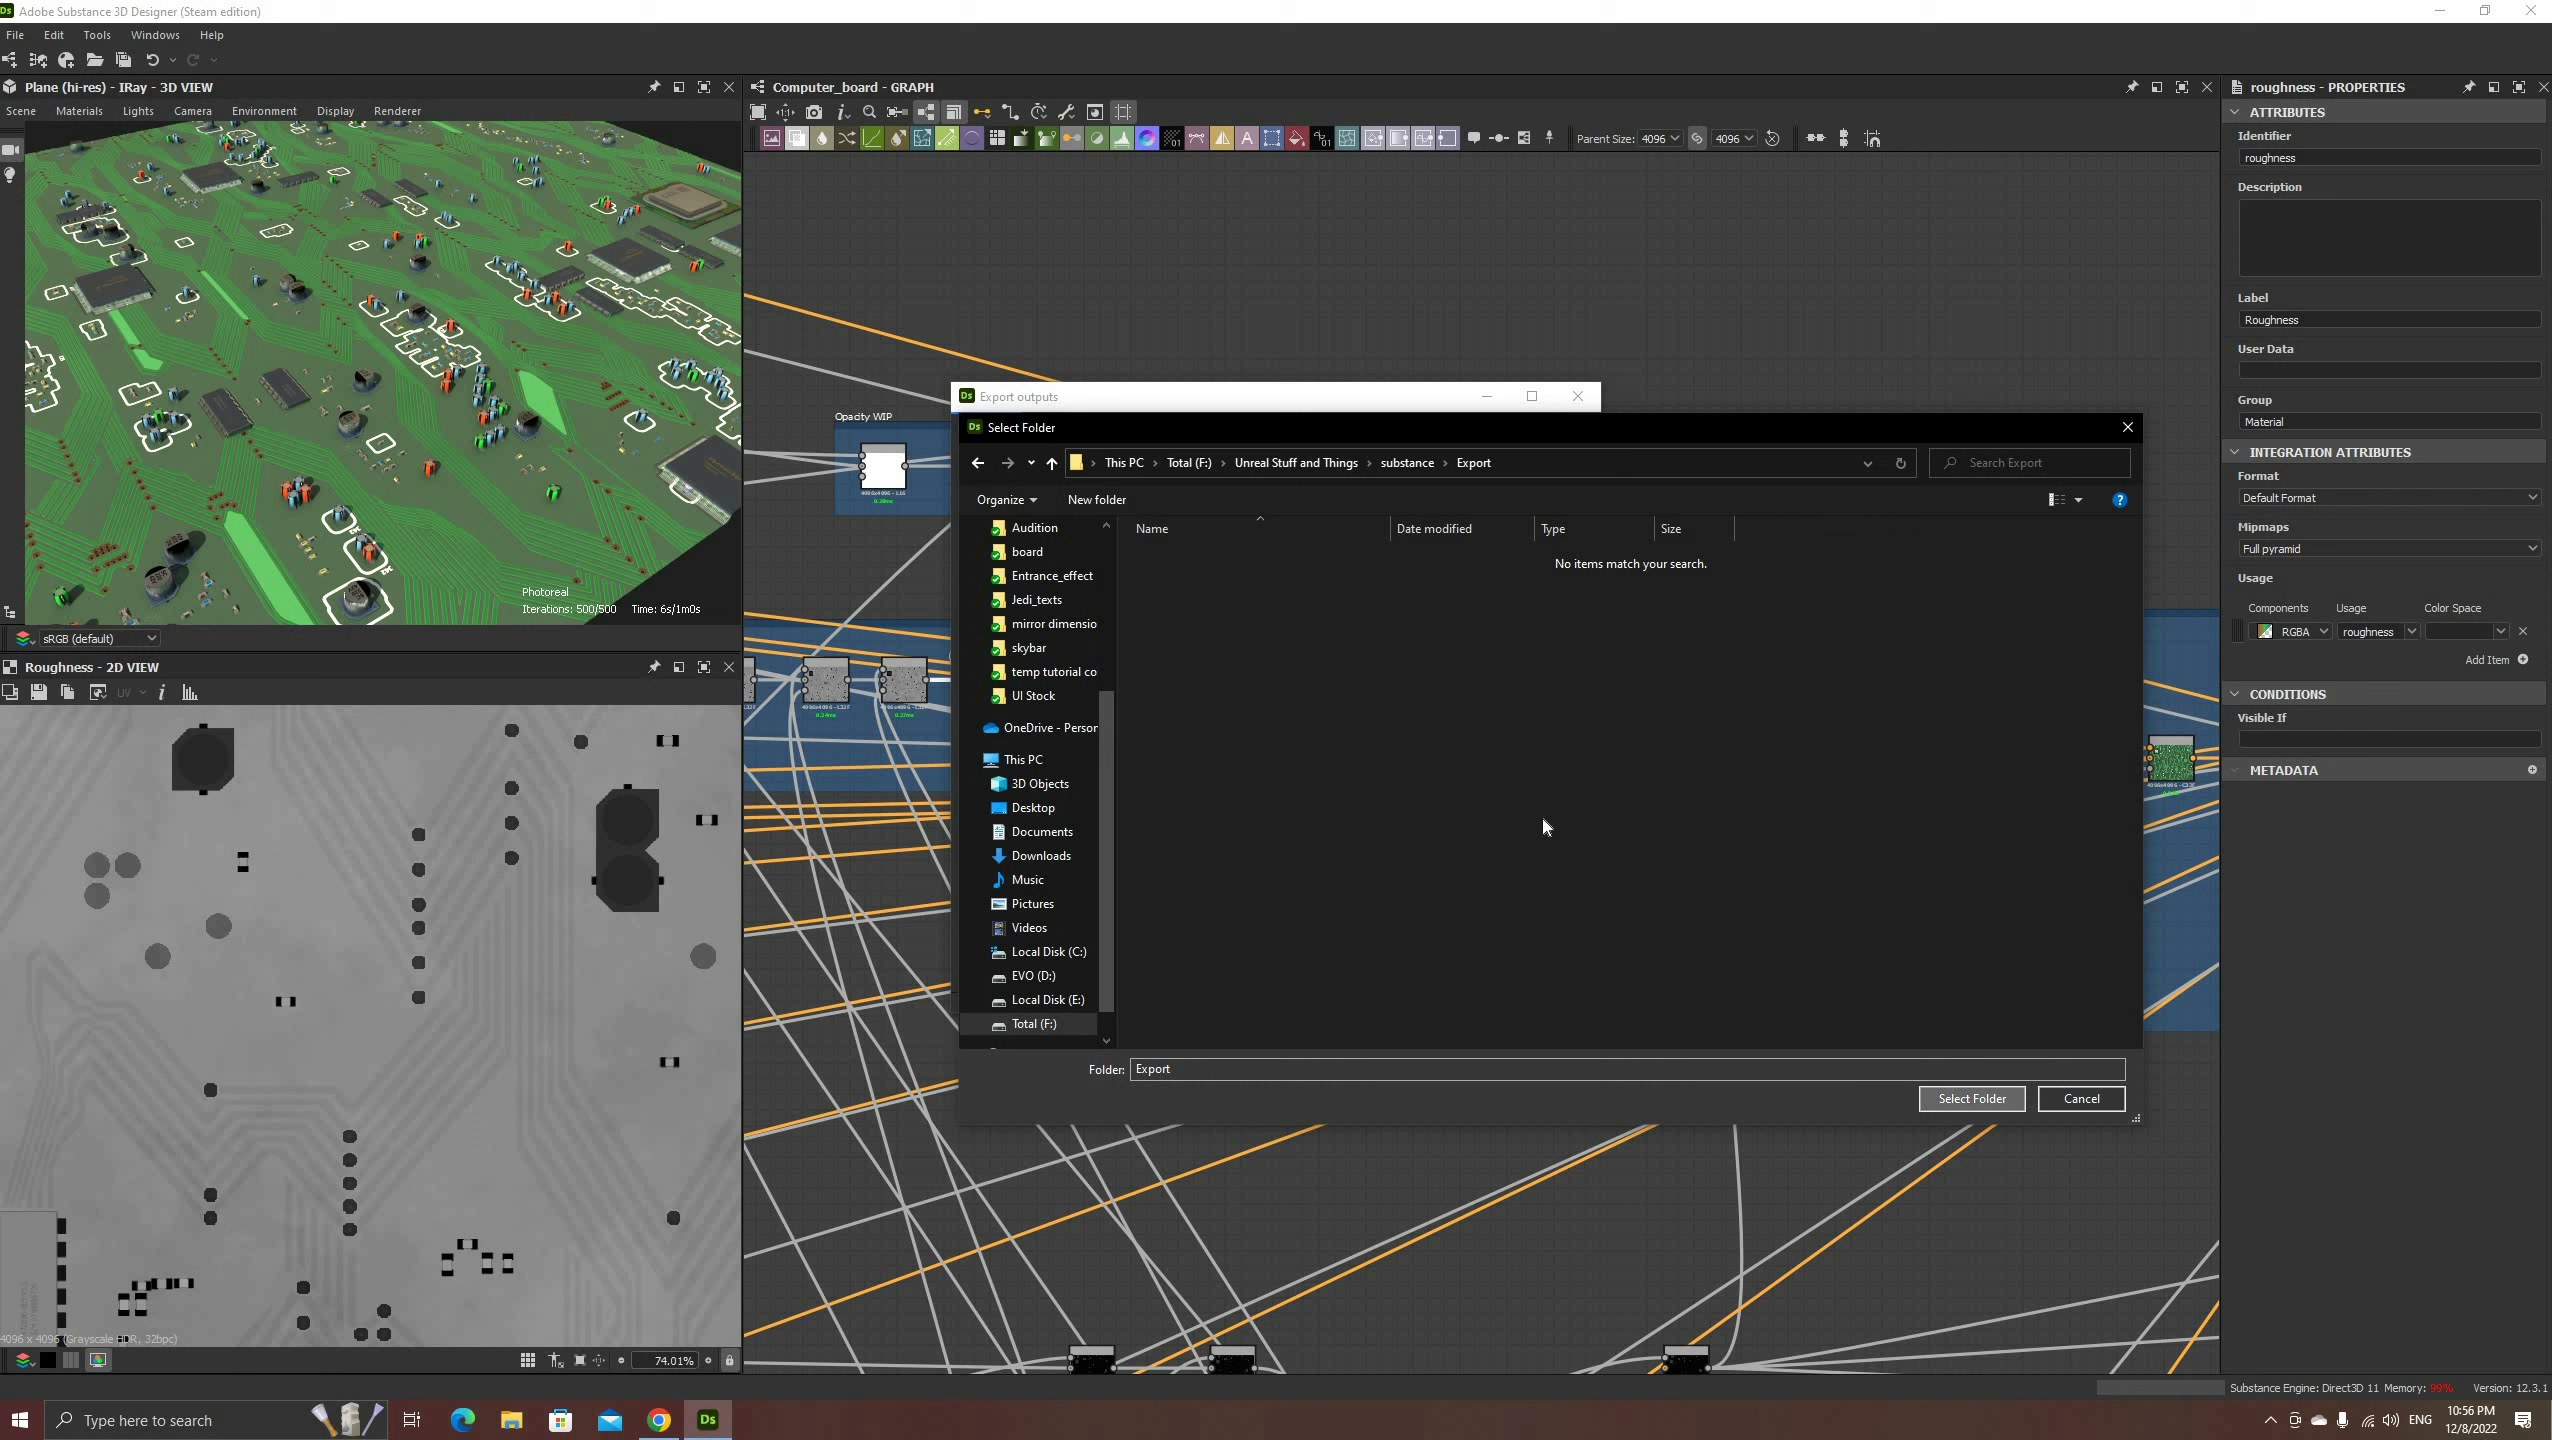 Adobe Substance 3D Designer (Steam edition)
File Edit Tools Windows Help
Plane (hi-res) - IRay - 3D VIEW
Scene Materials Lights Camera Environment Display Renderer
Photoreal
Iterations: 500/500 Time: 6s/1m0s
sRGB (default)
Roughness - 2D VIEW
UV
4096 x 4096 (Grayscale HDR, 32bpc)
74.01%
Computer_board - GRAPH
Parent Size: 4096 4096
Opacity WIP
4096x4096 - L16
0.20ms
Export outputs
Select Folder
This PC Total (F:) Unreal Stuff and Things substance Export
Search Export
Organize New folder
Audition
board
Entrance_effect
Jedi_texts
mirror dimensio
skybar
temp tutorial co
UI Stock
OneDrive - Person
This PC
3D Objects
Desktop
Documents
Downloads
Music
Pictures
Videos
Local Disk (C:)
EVO (D:)
Local Disk (E:)
Total (F:)
Name Date modified Type Size
No items match your search.
Folder: Export
Select Folder Cancel
roughness - PROPERTIES
ATTRIBUTES
Identifier
roughness
Description
Label
Roughness
User Data
Group
Material
INTEGRATION ATTRIBUTES
Format
Default Format
Mipmaps
Full pyramid
Usage
Components Usage Color Space
RGBA roughness
Add Item
CONDITIONS
Visible If
METADATA
Substance Engine: Direct3D 11 Memory: 99% Version: 12.3.1
Type here to search
Ds
ENG
10:56 PM
12/8/2022